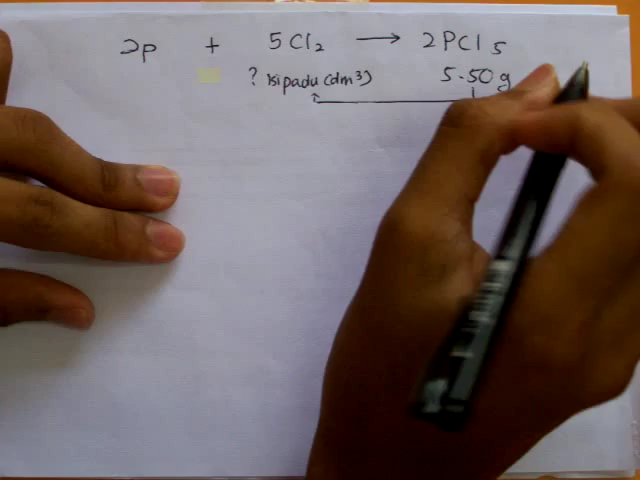 2P + 5Cl₂ → 2PCl₅
? Isipadu (dm³) 5.50 g